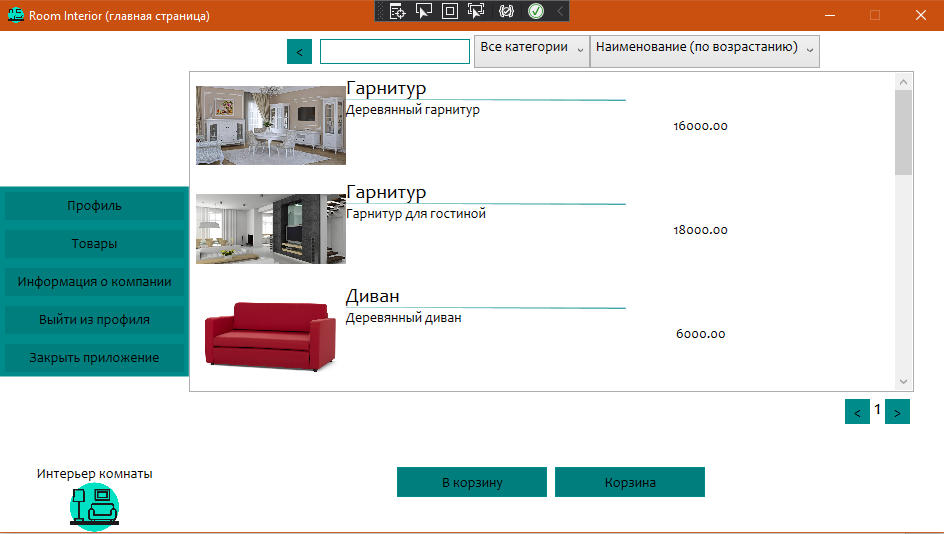 Room Interior (главная страница)
<
Все категории
Наименование (по возрастанию)
Гарнитур
Деревянный гарнитур
16000.00
Гарнитур
Гарнитур для гостиной
18000.00
Диван
Деревянный диван
6000.00
Профиль
Товары
Информация о компании
Выйти из профиля
Закрыть приложение
< 1 >
Интерьер комнаты
В корзину
Корзина